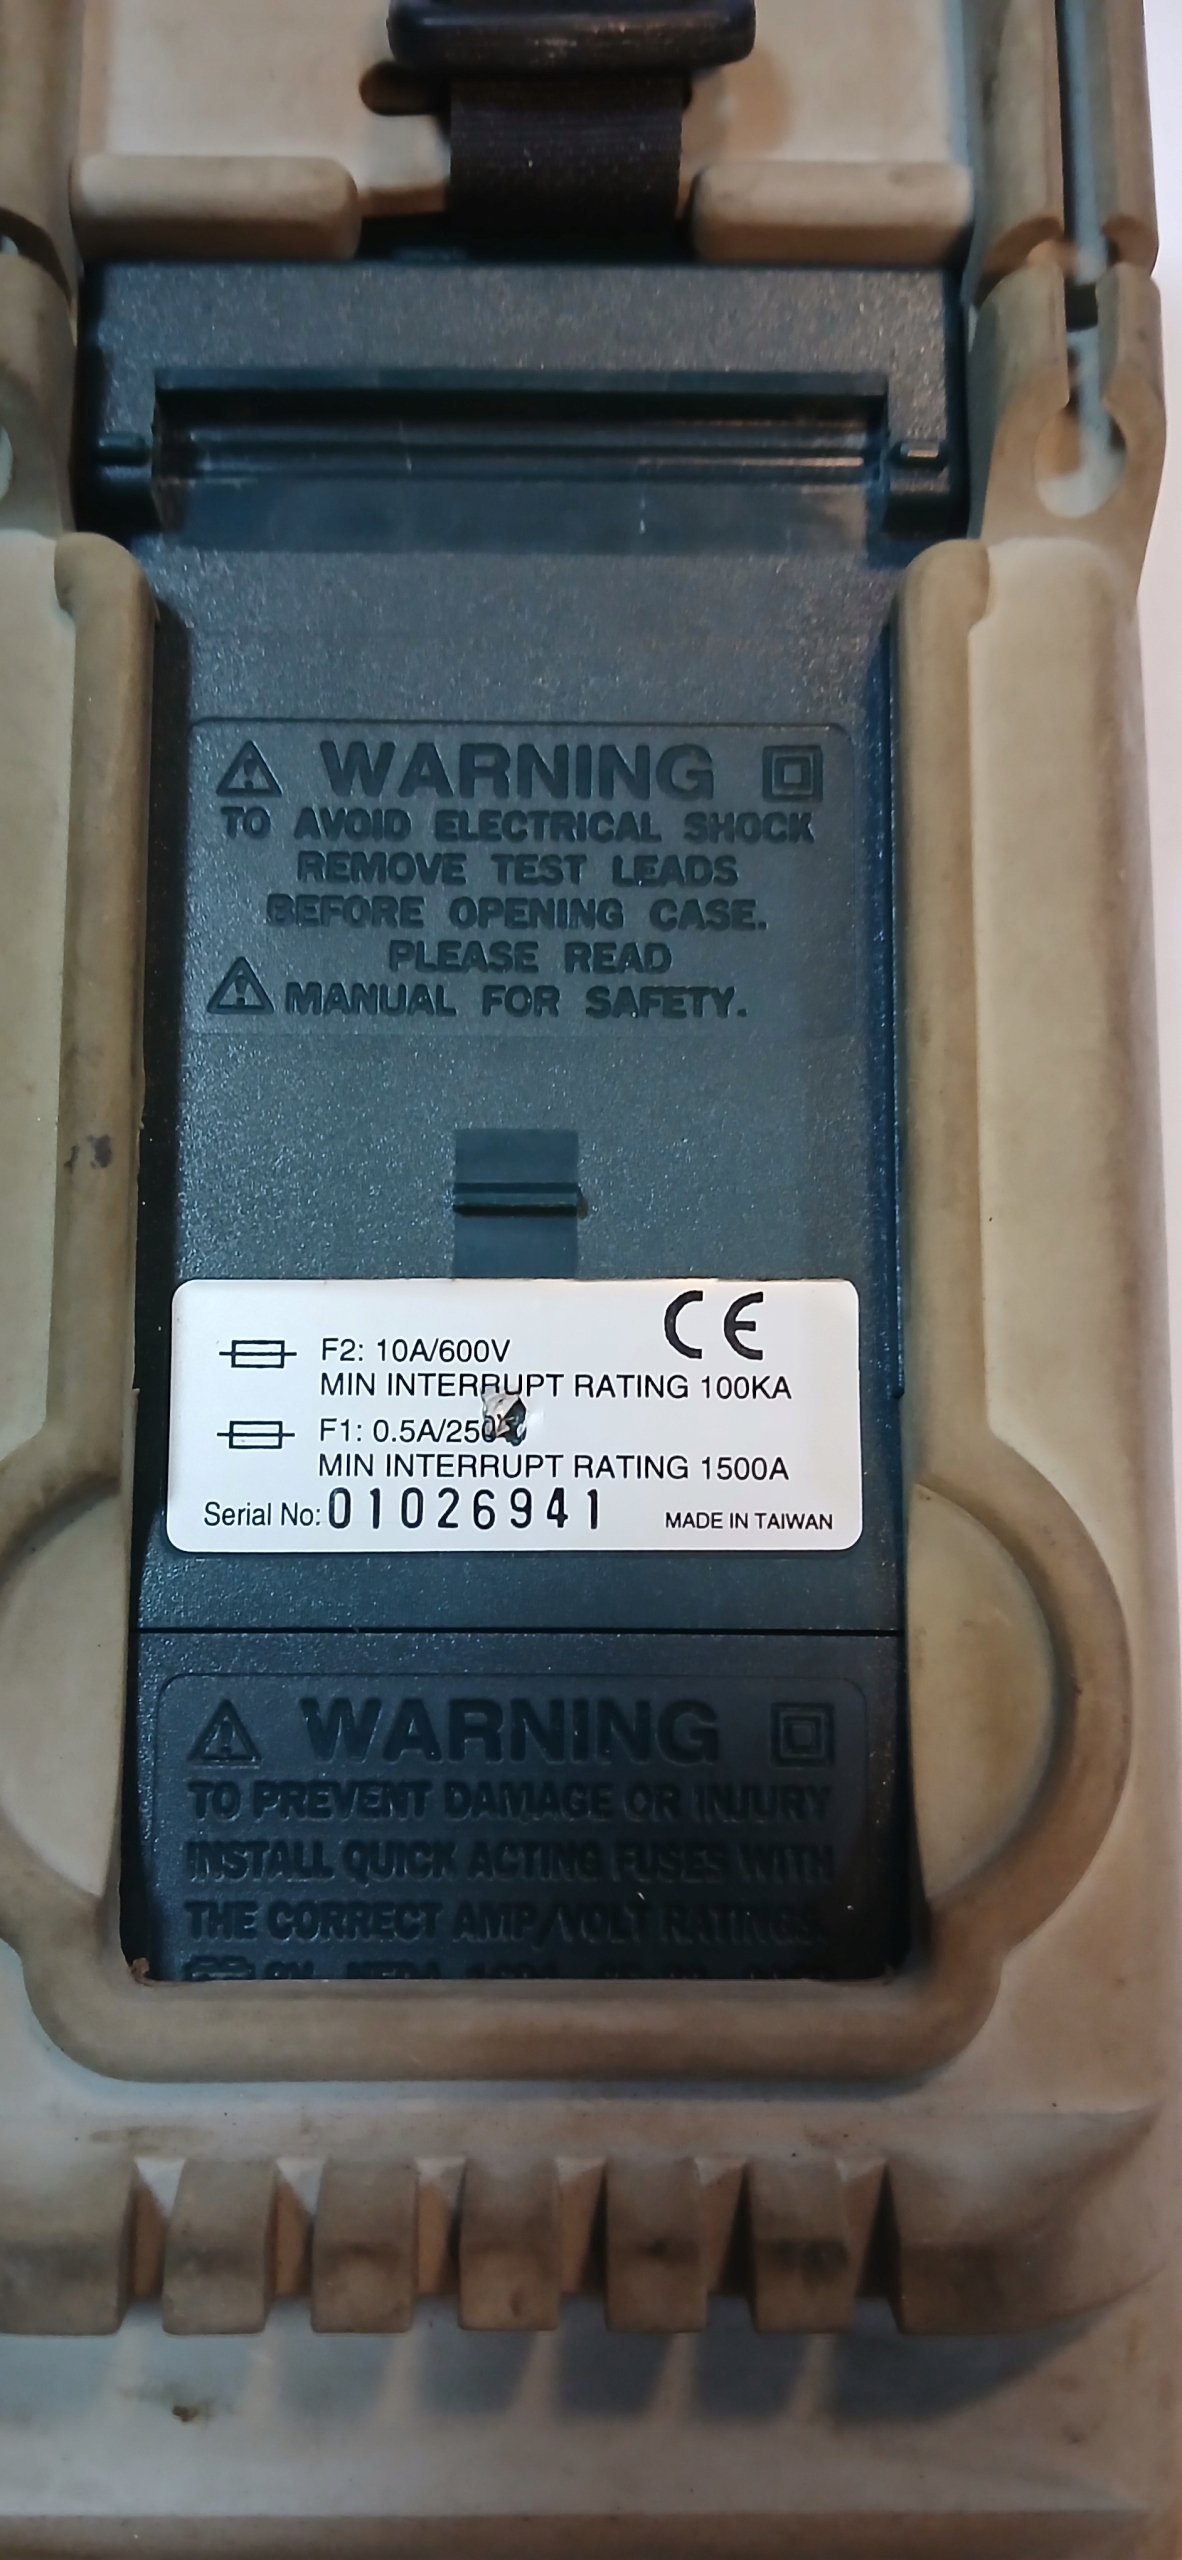 WARNING
TO AVOID ELECTRICAL SHOCK
REMOVE TEST LEADS
BEFORE OPENING CASE.
PLEASE READ
MANUAL FOR SAFETY.
CE
F2: 10A/600V
MIN INTERRUPT RATING 100KA
F1: 0.5A/250
MIN INTERRUPT RATING 1500A
Serial No: 01026941
MADE IN TAIWAN
WARNING
TO PREVENT DAMAGE OR INJURY
INSTALL QUICK ACTING FUSES WITH
THE CORRECT AMP/VOLT RATINGS.